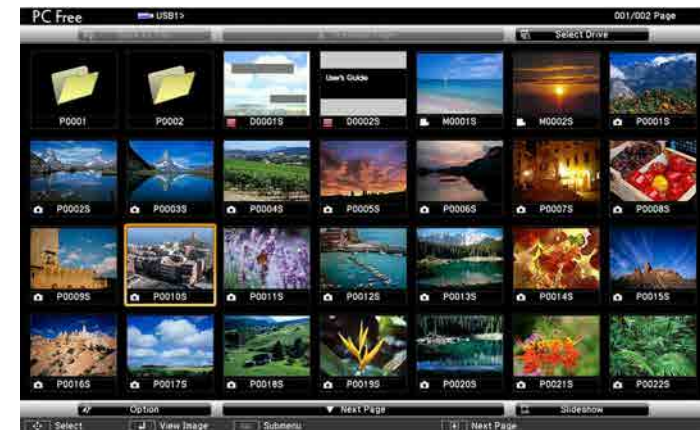 PC Free USB1> 001/002 Page
Select Drive
User's Guide
P0001 P0002 D0001S D0002S M0001S M0002S P0001S
P0002S P0003S P0004S P0005S P0006S P0007S P0008S
P0009S P0010S P0011S P0012S P0013S P0014S P0015S
P0016S P0017S P0018S P0019S P0020S P0021S P0022S
Option Next Page Slideshow
Select View Image Submenu Next Page